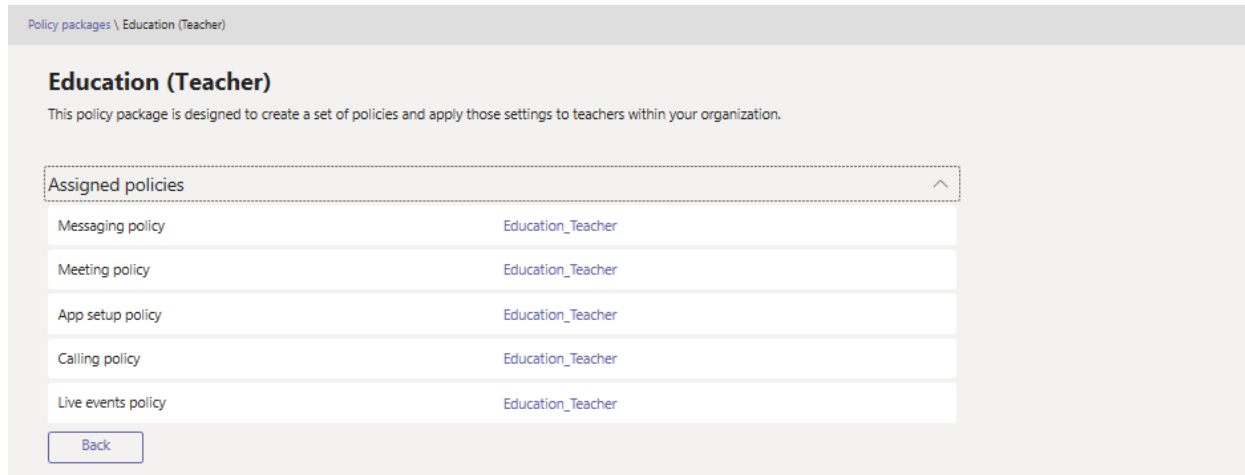 Policy packages \ Education (Teacher)
Education (Teacher)
This policy package is designed to create a set of policies and apply those settings to teachers within your organization.
Assigned policies
Messaging policy Education_Teacher
Meeting policy Education_Teacher
App setup policy Education_Teacher
Calling policy Education_Teacher
Live events policy Education_Teacher
Back